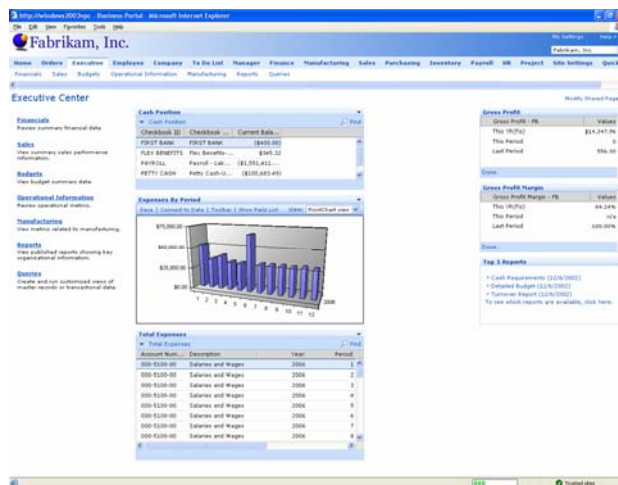 http://windows2003vpc - Business Portal - Microsoft Internet Explorer
File Edit View Favorites Tools Help
Fabrikam, Inc.
My Settings Help
Fabrikam, Inc.
Home Orders Executive Employee Company To Do List Manager Finance Manufacturing Sales Purchasing Inventory Payroll HR Project Site Settings Quick
Financials Sales Budgets Operational Information Manufacturing Reports Queries
Executive Center
Modify Shared Page
Financials
Review summary financial data
Sales
View summary sales performance
information.
Budgets
View budget summary data.
Operational Information
Review operational metrics.
Manufacturing
View metrics related to manufacturing.
Reports
View published reports showing key
organizational information.
Queries
Create and run customized views of
master records or transactional data.
Cash Position
Cash Position Find
Checkbook ID Checkbook ... Current Bala...
FIRST BANK FIRST BANK ($400.00)
FLEX BENEFITS Flex Benefits-... $345.32
PAYROLL Payroll - Lak... ($1,551,411....
PETTY CASH Petty Cash-U... ($100,683.49)
Expenses By Period
Save | Connect to Data | Toolbar | Show Field List View: PivotChart view
$75,000.00
$25,000.00
$0.00
1 2 3 4 5 6 7 8 9 10 11 12
2006
Total Expenses
Total Expenses Find
Account Num... Description Year Period
000-5100-00 Salaries and Wages 2006 1
000-5100-00 Salaries and Wages 2006 2
000-5100-00 Salaries and Wages 2006 3
000-5100-00 Salaries and Wages 2006 4
000-5100-00 Salaries and Wages 2006 5
000-5100-00 Salaries and Wages 2006 6
000-5100-00 Salaries and Wages 2006 7
000-5100-00 Salaries and Wages 2006 8
Gross Profit
Gross Profit - FB Values
This YR(Fis) $14,347.96
This Period 0
Last Period 556.30
Done.
Gross Profit Margin
Gross Profit Margin - FB Values
This YR(Fis) 64.24%
This Period n/a
Last Period 100.00%
Done.
Top 5 Reports
Cash Requirements (12/6/2002)
Detailed Budget (12/6/2002)
Turnover Report (12/6/2002)
To see which reports are available, click here.
Trusted sites